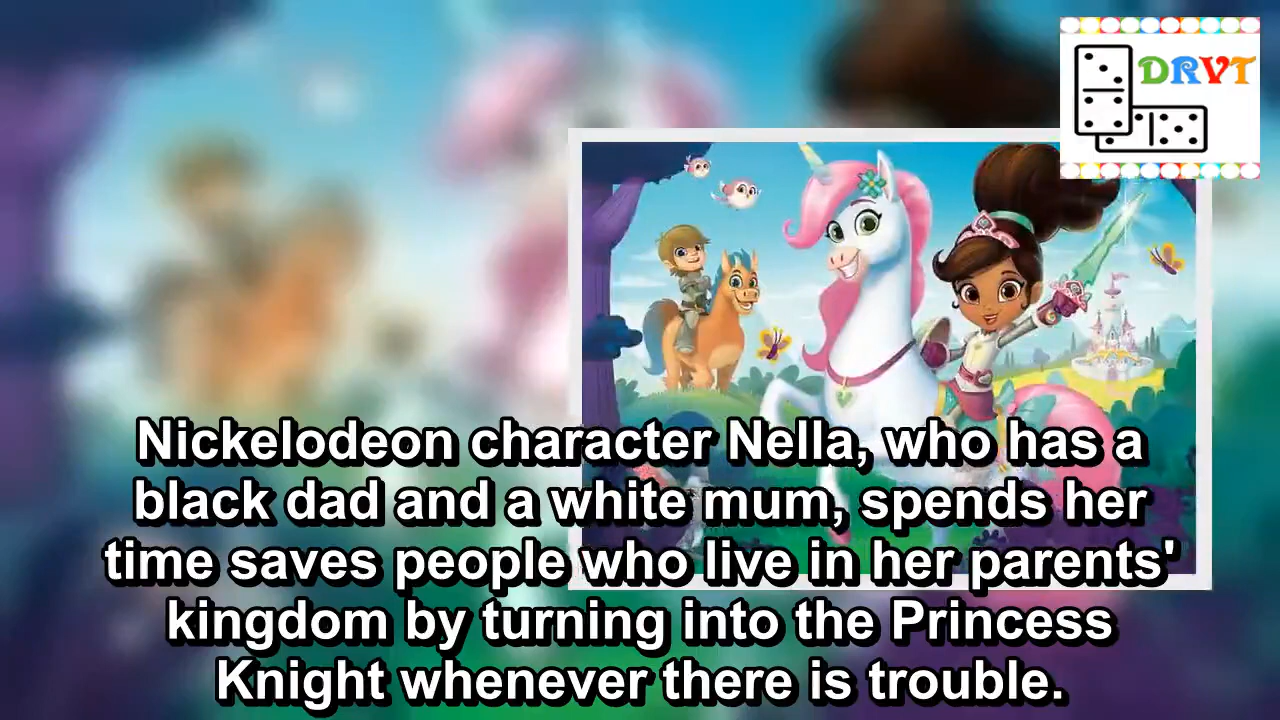 DRVT
Nickelodeon character Nella, who has a
black dad and a white mum, spends her
time saves people who live in her parents'
kingdom by turning into the Princess
Knight whenever there is trouble.